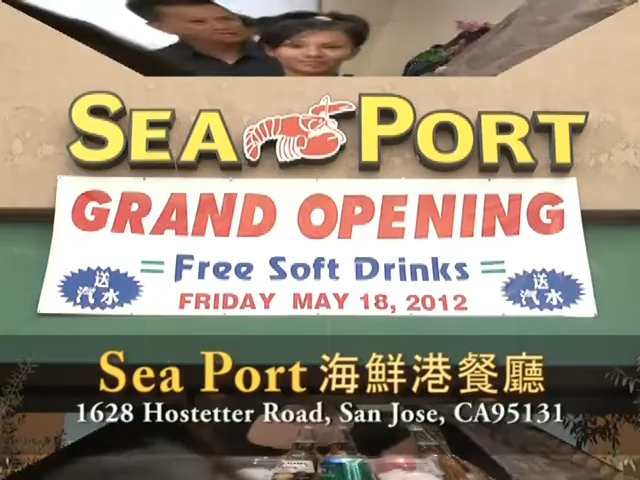 SEA PORT
GRAND OPENING
送汽水 = Free Soft Drinks = 送汽水
FRIDAY MAY 18, 2012
Sea Port 海鮮港餐廳
1628 Hostetter Road, San Jose, CA95131